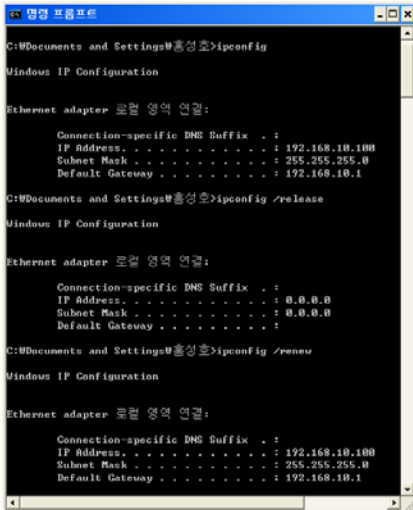 명령 프롬프트
C:₩Documents and Settings₩홍성호>ipconfig
Windows IP Configuration
Ethernet adapter 로컬 영역 연결:
Connection-specific DNS Suffix . :
IP Address. . . . . . . . . . . . : 192.168.10.100
Subnet Mask . . . . . . . . . . . : 255.255.255.0
Default Gateway . . . . . . . . . : 192.168.10.1
C:₩Documents and Settings₩홍성호>ipconfig /release
Windows IP Configuration
Ethernet adapter 로컬 영역 연결:
Connection-specific DNS Suffix . :
IP Address. . . . . . . . . . . . : 0.0.0.0
Subnet Mask . . . . . . . . . . . : 0.0.0.0
Default Gateway . . . . . . . . . :
C:₩Documents and Settings₩홍성호>ipconfig /renew
Windows IP Configuration
Ethernet adapter 로컬 영역 연결:
Connection-specific DNS Suffix . :
IP Address. . . . . . . . . . . . : 192.168.10.100
Subnet Mask . . . . . . . . . . . : 255.255.255.0
Default Gateway . . . . . . . . . : 192.168.10.1